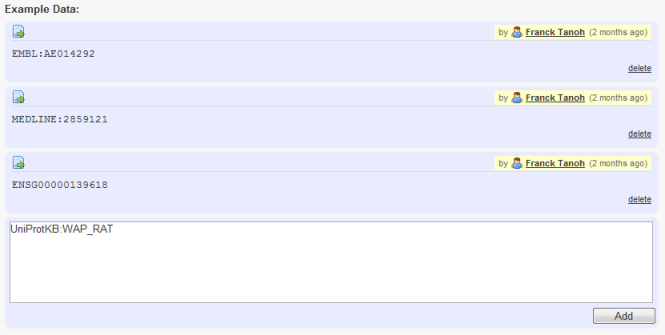 Example Data:
by Franck Tanoh (2 months ago)
EMBL:AE014292
delete
by Franck Tanoh (2 months ago)
MEDLINE:2859121
delete
by Franck Tanoh (2 months ago)
ENSG00000139618
delete
UniProtKB:WAP_RAT
Add